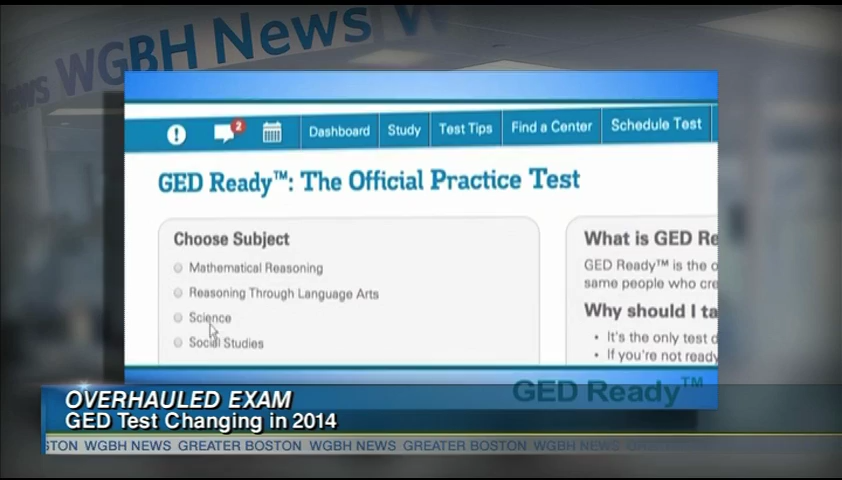 WGBH News
News
2
Dashboard
Study
Test Tips
Find a Center
Schedule Test
GED Ready™: The Official Practice Test
Choose Subject
Mathematical Reasoning
Reasoning Through Language Arts
Science
Social Studies
What is GED Re
GED Ready™ is the o
same people who cre
Why should I ta
• It's the only test d
• If you're not ready
GED Ready™
OVERHAULED EXAM
GED Test Changing in 2014
STON WGBH NEWS GREATER BOSTON WGBH NEWS GREATER BOSTON WGBH NEWS